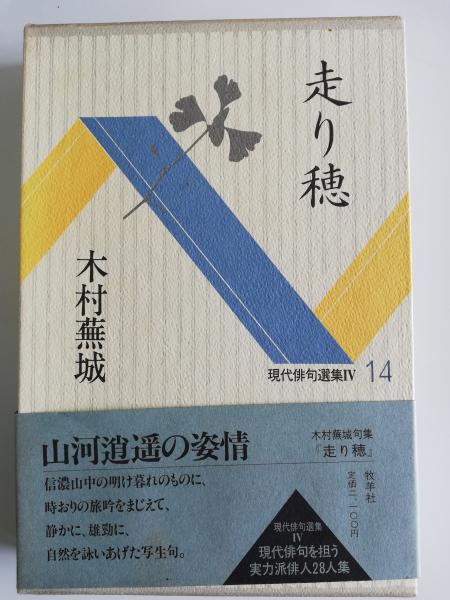 走り穂
木村蕪城
現代俳句選集Ⅳ 14
山河逍遥の姿情
信濃山中の明け暮れのものに、
時おりの旅吟をまじえて、
静かに、雄勁に、
自然を詠いあげた写生句。
木村蕪城句集
『走り穂』
牧羊社
定価二、一〇〇円
現代俳句選集
Ⅳ
現代俳句を担う
実力派俳人28人集